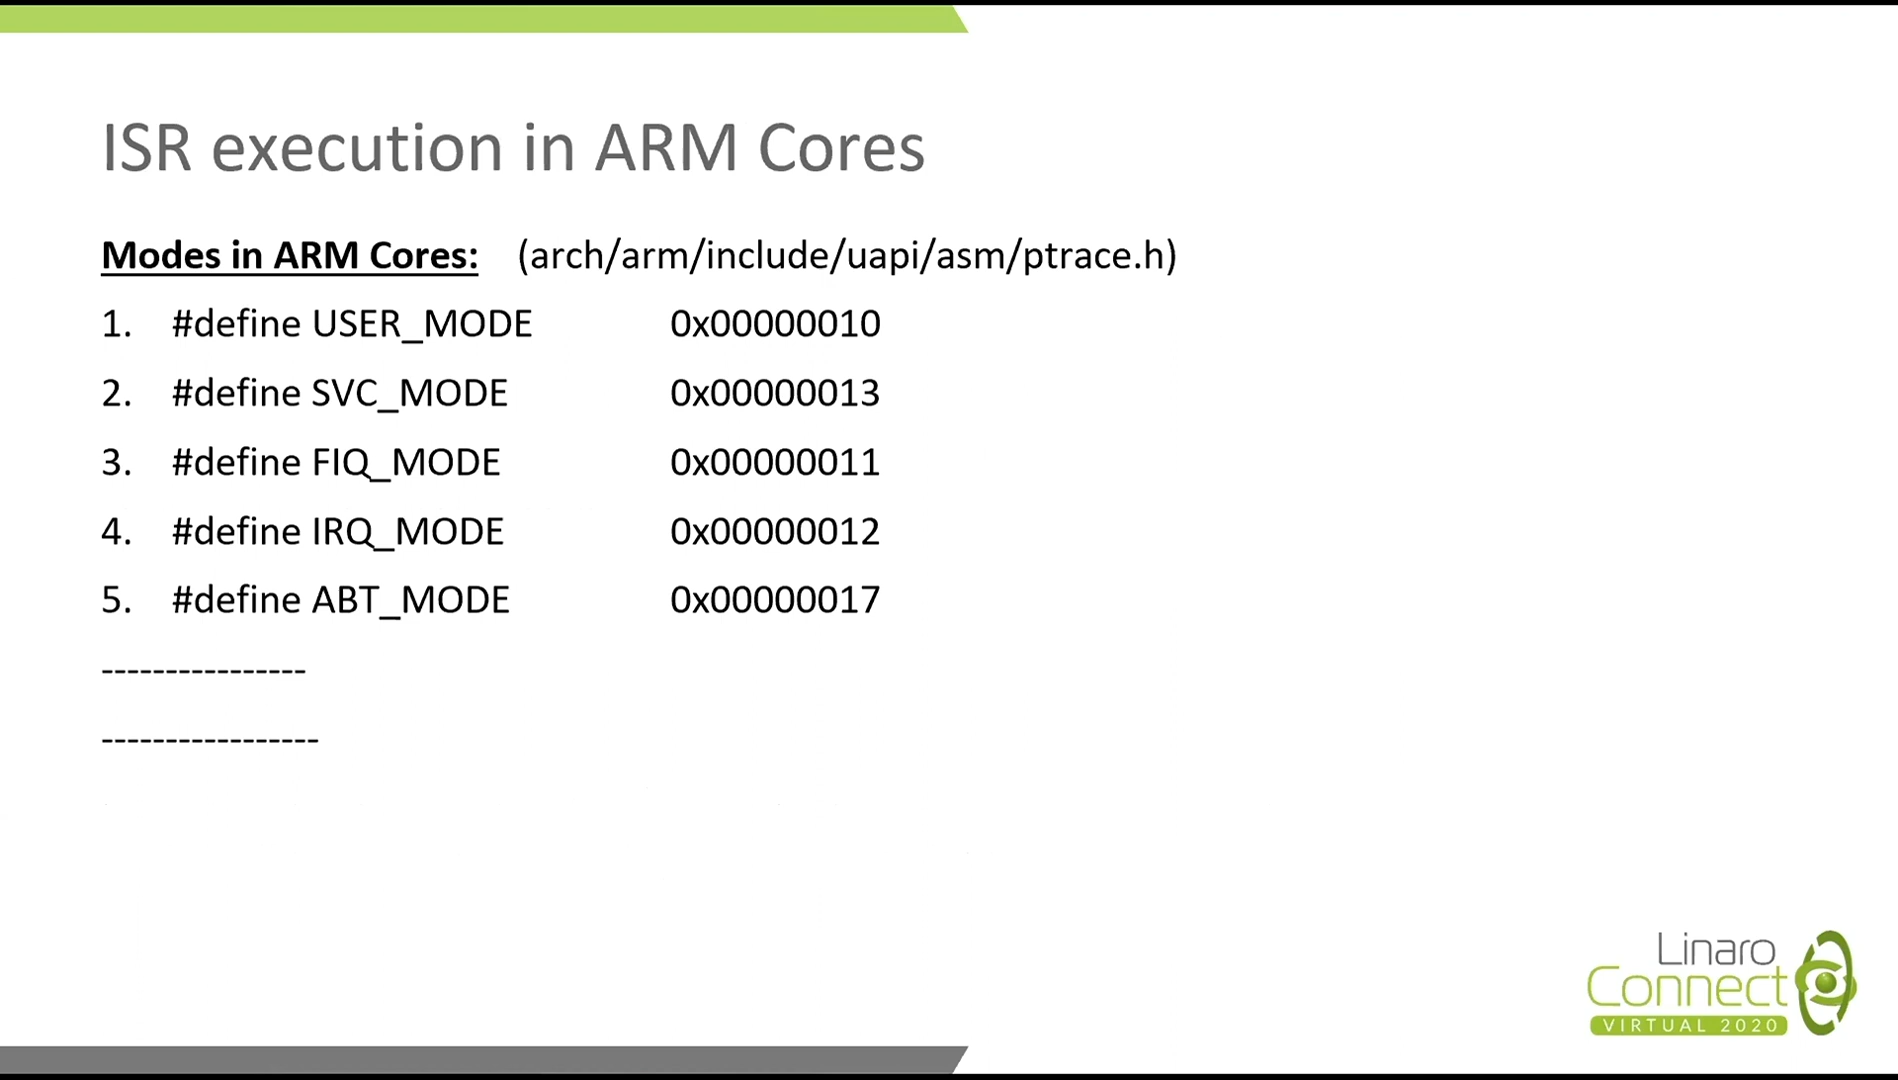 ISR execution in ARM Cores
Modes in ARM Cores: (arch/arm/include/uapi/asm/ptrace.h)
1. #define USER_MODE 0x00000010
2. #define SVC_MODE 0x00000013
3. #define FIQ_MODE 0x00000011
4. #define IRQ_MODE 0x00000012
5. #define ABT_MODE 0x00000017
----------------
-----------------
Linaro
Connect
VIRTUAL 2020